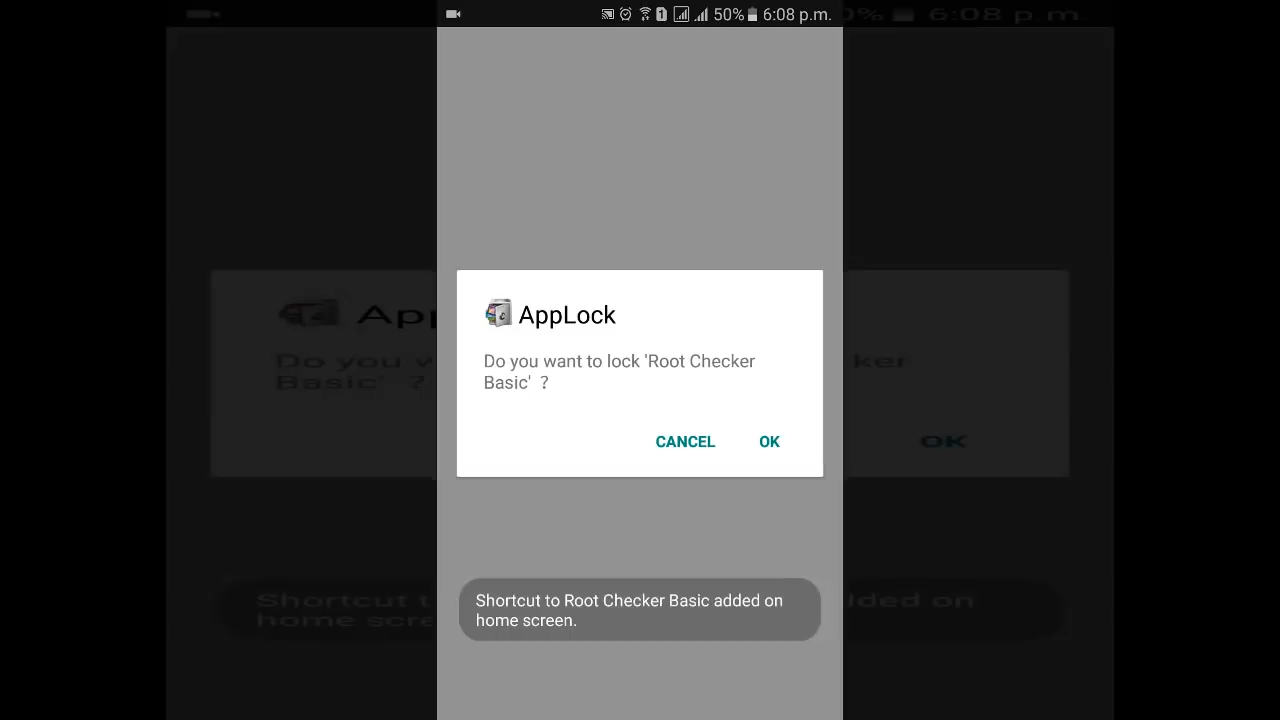 50% 6:08 p.m.
AppLock
Do you want to lock 'Root Checker
Basic' ?
CANCEL OK
Shortcut to Root Checker Basic added on
home screen.